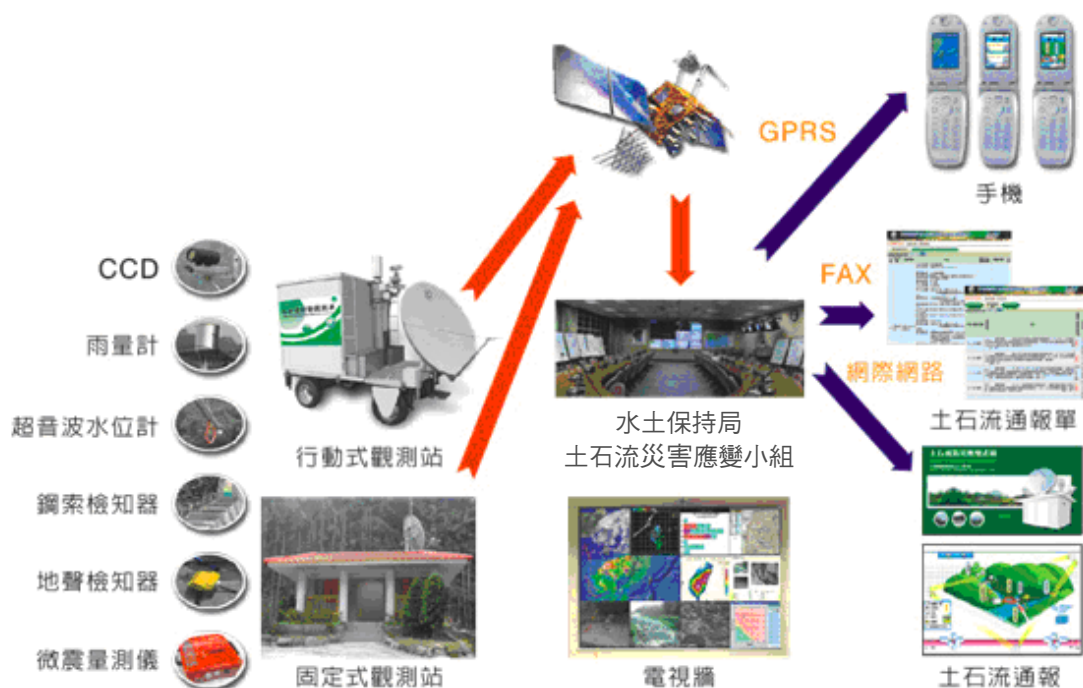 GPRS
手機
CCD
雨量計
超音波水位計
鋼索檢知器
地聲檢知器
微震量測儀
行動式觀測站
固定式觀測站
水土保持局
土石流災害應變小組
電視牆
FAX
網際網路
土石流通報單
土石流通報